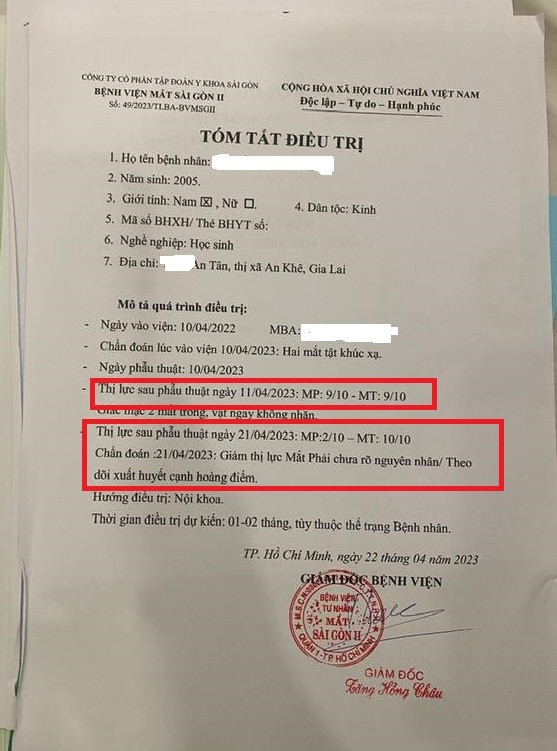 CÔNG TY CỔ PHẦN TẬP ĐOÀN Y KHOA SÀI GÒN
BỆNH VIỆN MẮT SÀI GÒN II
Số: 49/2023/TLBA-BVMSGII
CỘNG HÒA XÃ HỘI CHỦ NGHĨA VIỆT NAM
Độc lập – Tự do – Hạnh phúc
TÓM TẮT ĐIỀU TRỊ
1. Họ tên bệnh nhân:
2. Năm sinh: 2005.
3. Giới tính: Nam ☒, Nữ ☐.
4. Dân tộc: Kinh
5. Mã số BHXH/ Thẻ BHYT số:
6. Nghề nghiệp: Học sinh
7. Địa chỉ: An Tân, thị xã An Khê, Gia Lai
Mô tả quá trình điều trị:
- Ngày vào viện: 10/04/2022 MBA:
- Chẩn đoán lúc vào viện 10/04/2023: Hai mắt tật khúc xạ.
- Ngày phẫu thuật: 10/04/2023
- Thị lực sau phẫu thuật ngày 11/04/2023: MP: 9/10 - MT: 9/10
Giác mạc 2 mắt trong, vạt ngay không nhăn.
- Thị lực sau phẫu thuật ngày 21/04/2023: MP:2/10 – MT: 10/10
Chẩn đoán :21/04/2023: Giảm thị lực Mắt Phải chưa rõ nguyên nhân/ Theo
dõi xuất huyết cạnh hoàng điểm.
Hướng điều trị: Nội khoa.
Thời gian điều trị dự kiến: 01-02 tháng, tùy thuộc thể trạng Bệnh nhân.
TP. Hồ Chí Minh, ngày 22 tháng 04 năm 2023
GIÁM ĐỐC BỆNH VIỆN
BỆNH VIỆN
TƯ NHÂN
MẮT
SÀI GÒN II
QUẬN 1-TP. HỒ CHÍ MINH
GIÁM ĐỐC
Tăng Hồng Châu